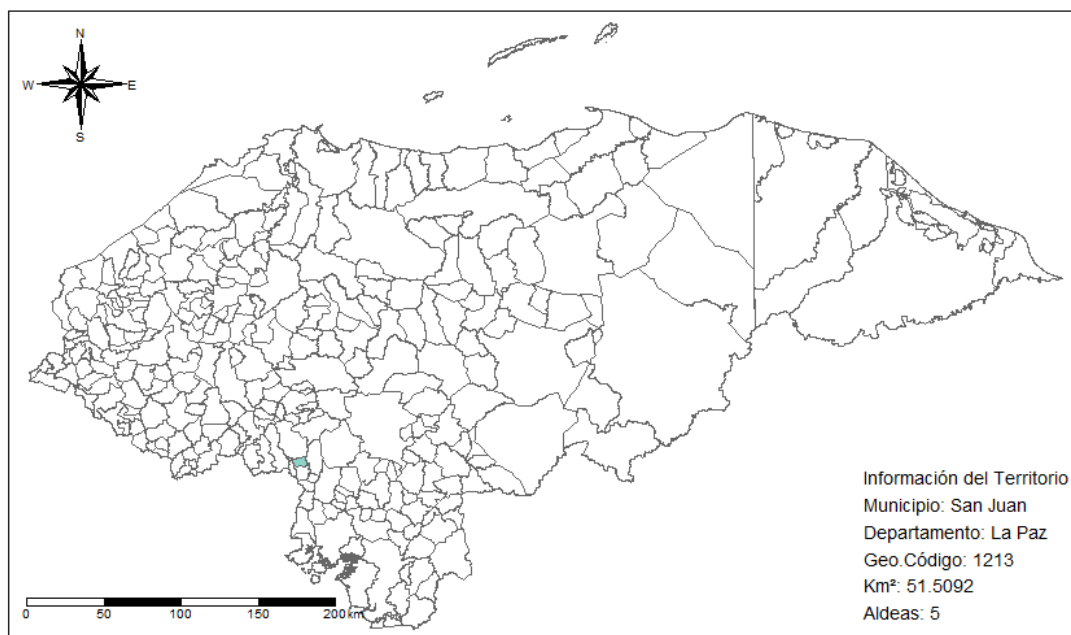 N
W E
S
Información del Territorio
Municipio: San Juan
Departamento: La Paz
Geo.Código: 1213
Km²: 51.5092
Aldeas: 5
0 50 100 150 200 km